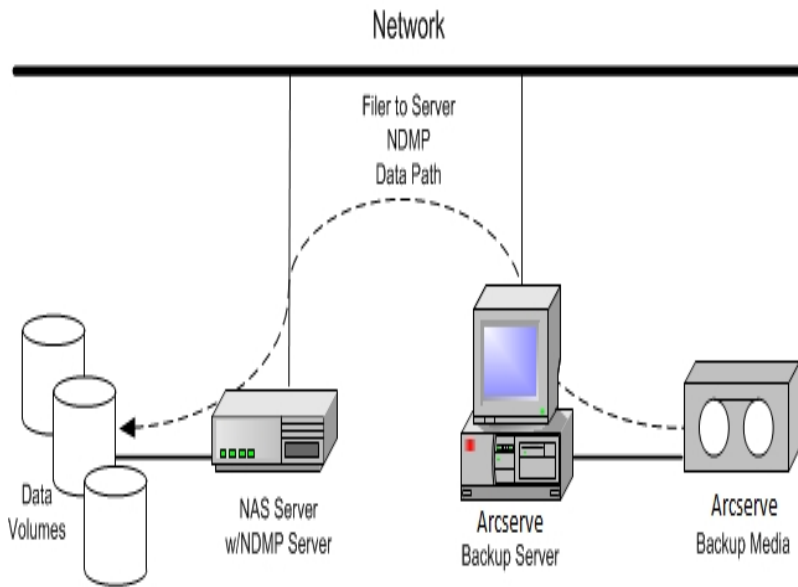 Network
Filer to Server
NDMP
Data Path
Data
Volumes
NAS Server
w/NDMP Server
Arcserve
Backup Server
Arcserve
Backup Media